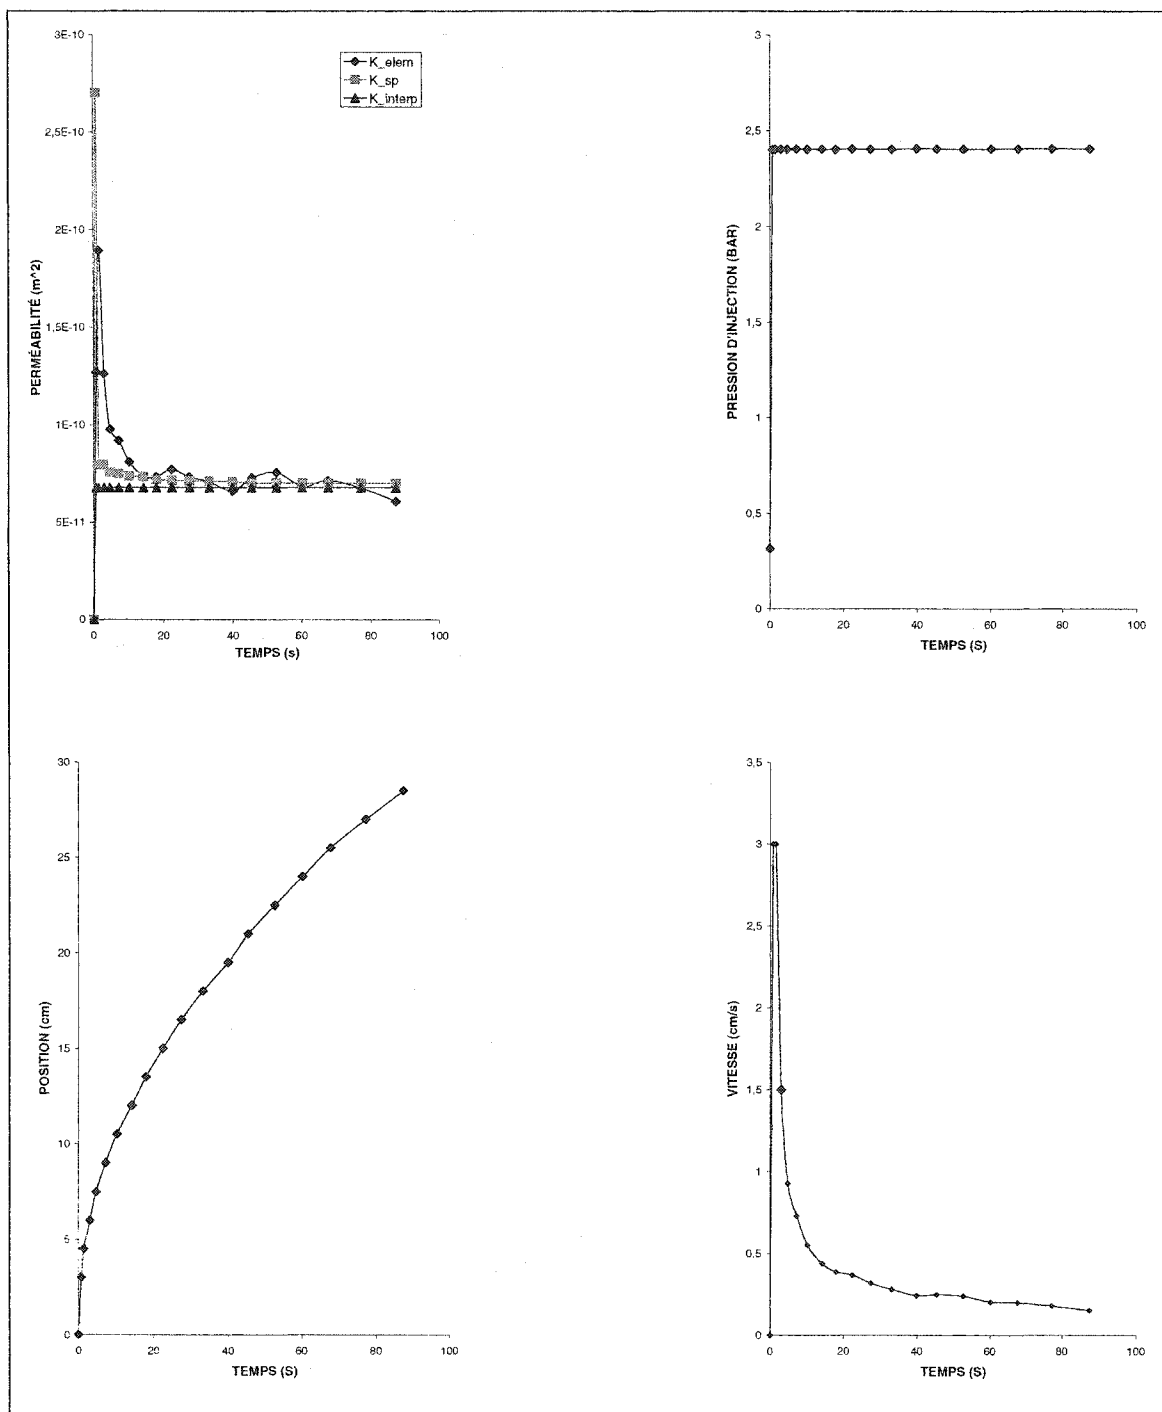 3E-10
2,5E-10
2E-10
1,5E-10
1E-10
5E-11
0
PERMÉABILITÉ (m^2)
K_elem
K_sp
K_interp
0 20 40 60 80 100
TEMPS (s)
3
2,5
2
1,5
1
0,5
0
PRESSION D'INJECTION (BAR)
0 20 40 60 80 100
TEMPS (S)
30
25
20
15
10
5
0
POSITION (cm)
0 20 40 60 80 100
TEMPS (S)
3,5
3
2,5
2
1,5
1
0,5
0
VITESSE (cm/s)
0 20 40 60 80 100
TEMPS (S)